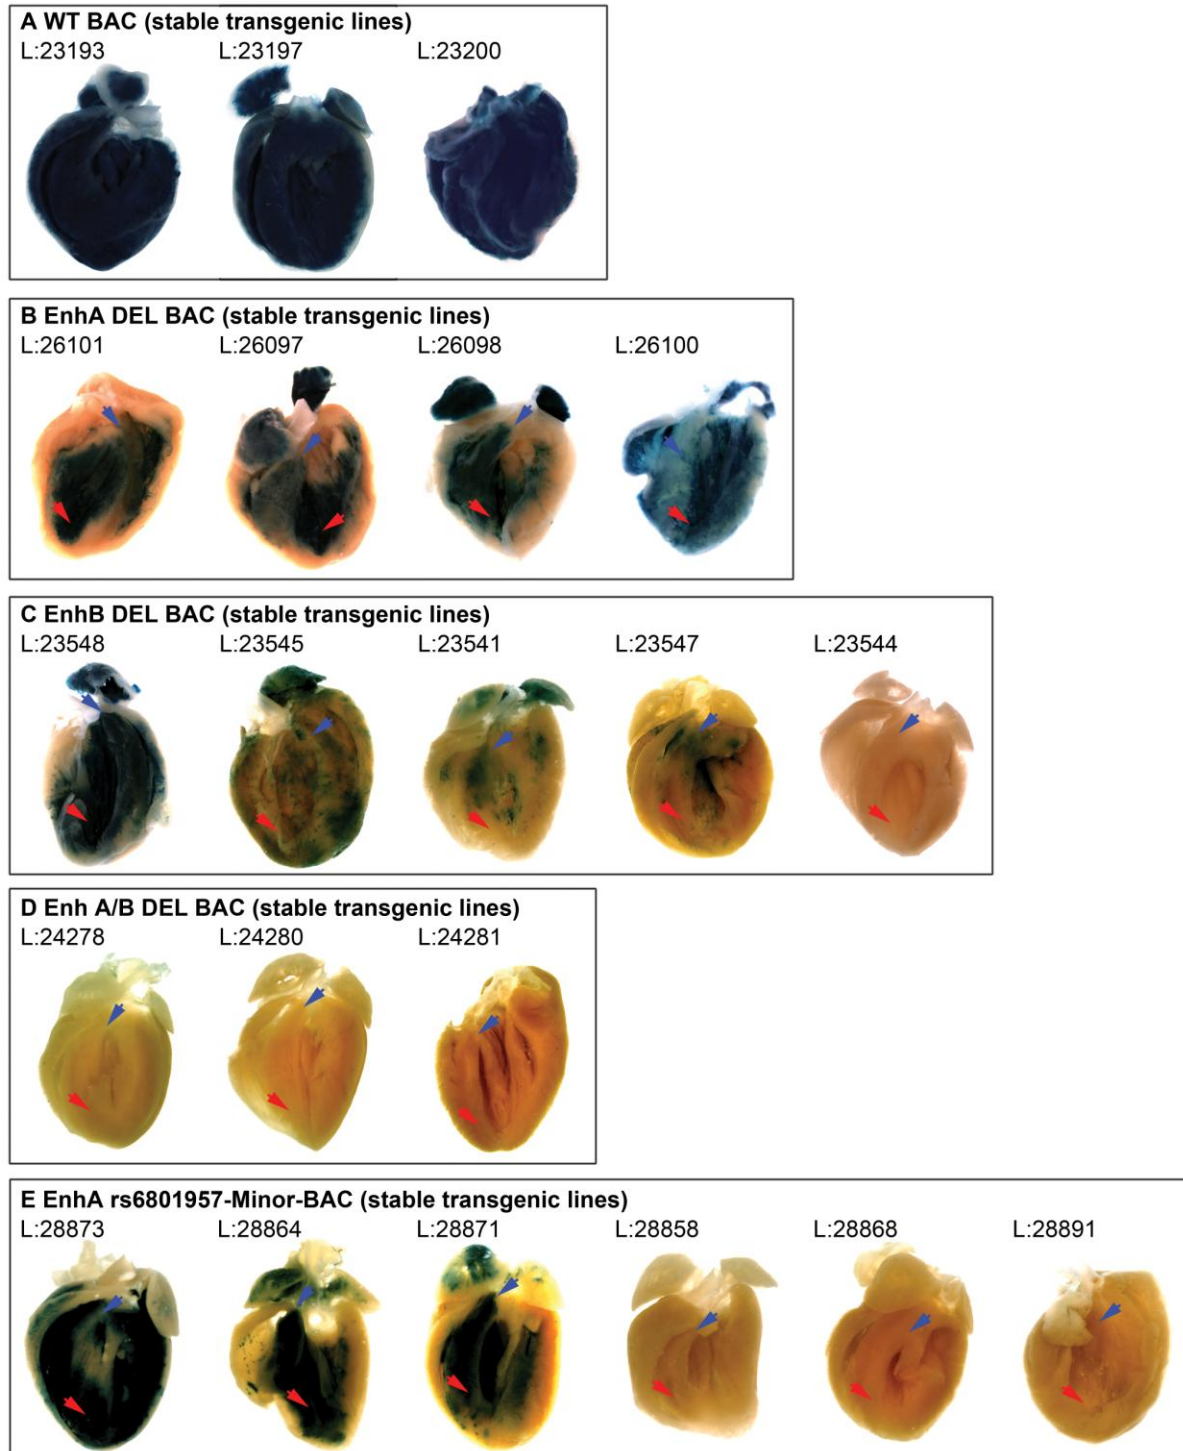 A WT BAC (stable transgenic lines)
L:23193 L:23197 L:23200
B EnhA DEL BAC (stable transgenic lines)
L:26101 L:26097 L:26098 L:26100
C EnhB DEL BAC (stable transgenic lines)
L:23548 L:23545 L:23541 L:23547 L:23544
D Enh A/B DEL BAC (stable transgenic lines)
L:24278 L:24280 L:24281
E EnhA rs6801957-Minor-BAC (stable transgenic lines)
L:28873 L:28864 L:28871 L:28858 L:28868 L:28891